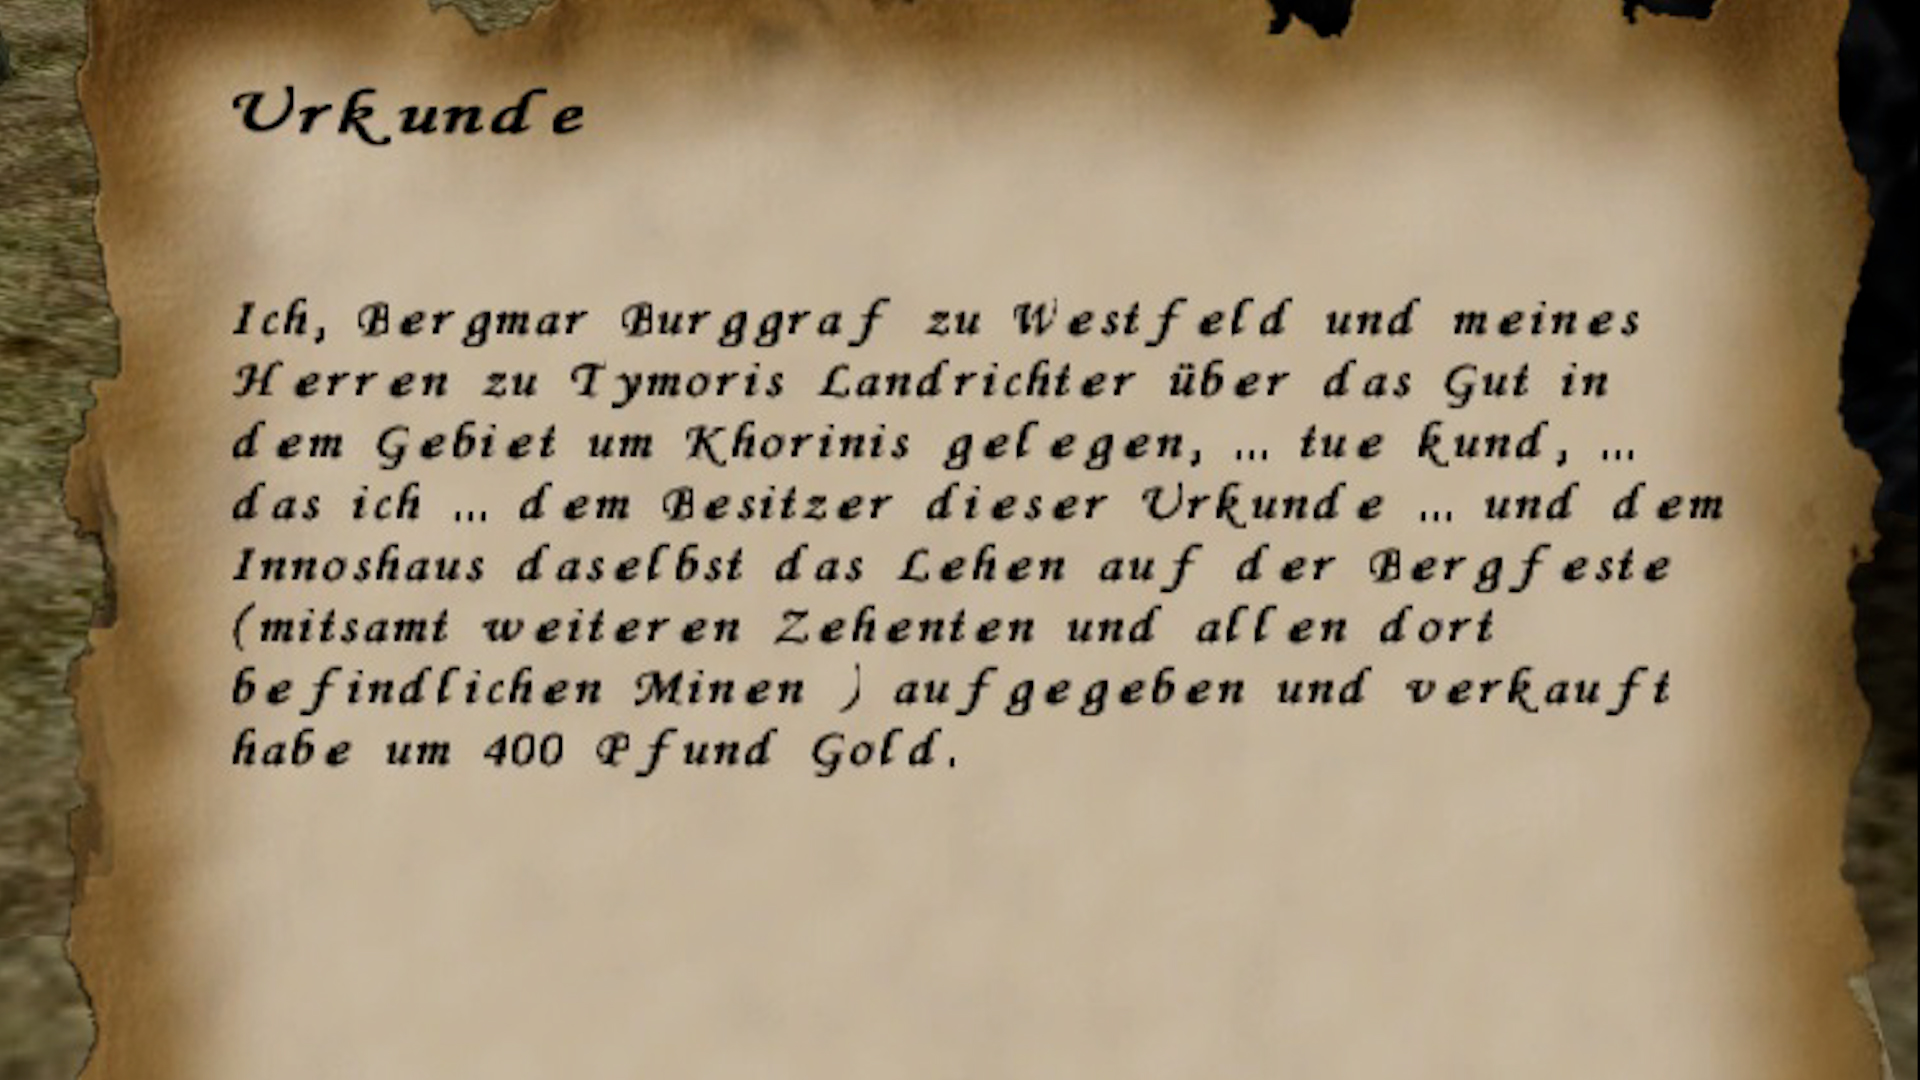 Urkunde
Ich, Bergmar Burggraf zu Westfeld und meines
Herren zu Tymoris Landrichter über das Gut in
dem Gebiet um Khorinis gelegen, ... tue kund, ...
das ich ... dem Besitzer dieser Urkunde ... und dem
Innoshaus daselbst das Lehen auf der Bergfeste
(mitsamt weiteren Zehenten und allen dort
befindlichen Minen ) aufgegeben und verkauft
habe um 400 Pfund Gold.